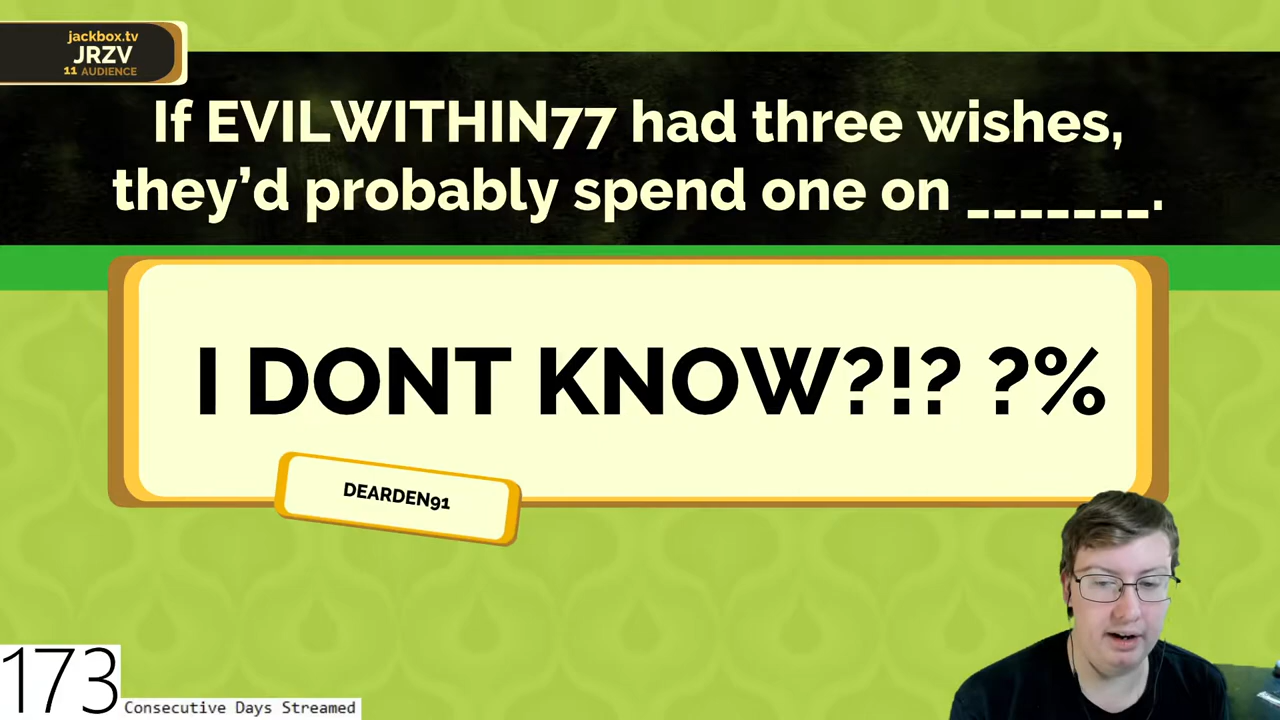 jackbox.tv
JRZV
11 AUDIENCE
If EVILWITHIN77 had three wishes,
they’d probably spend one on _______.
I DONT KNOW?!? ?%
DEARDEN91
173
Consecutive Days Streamed